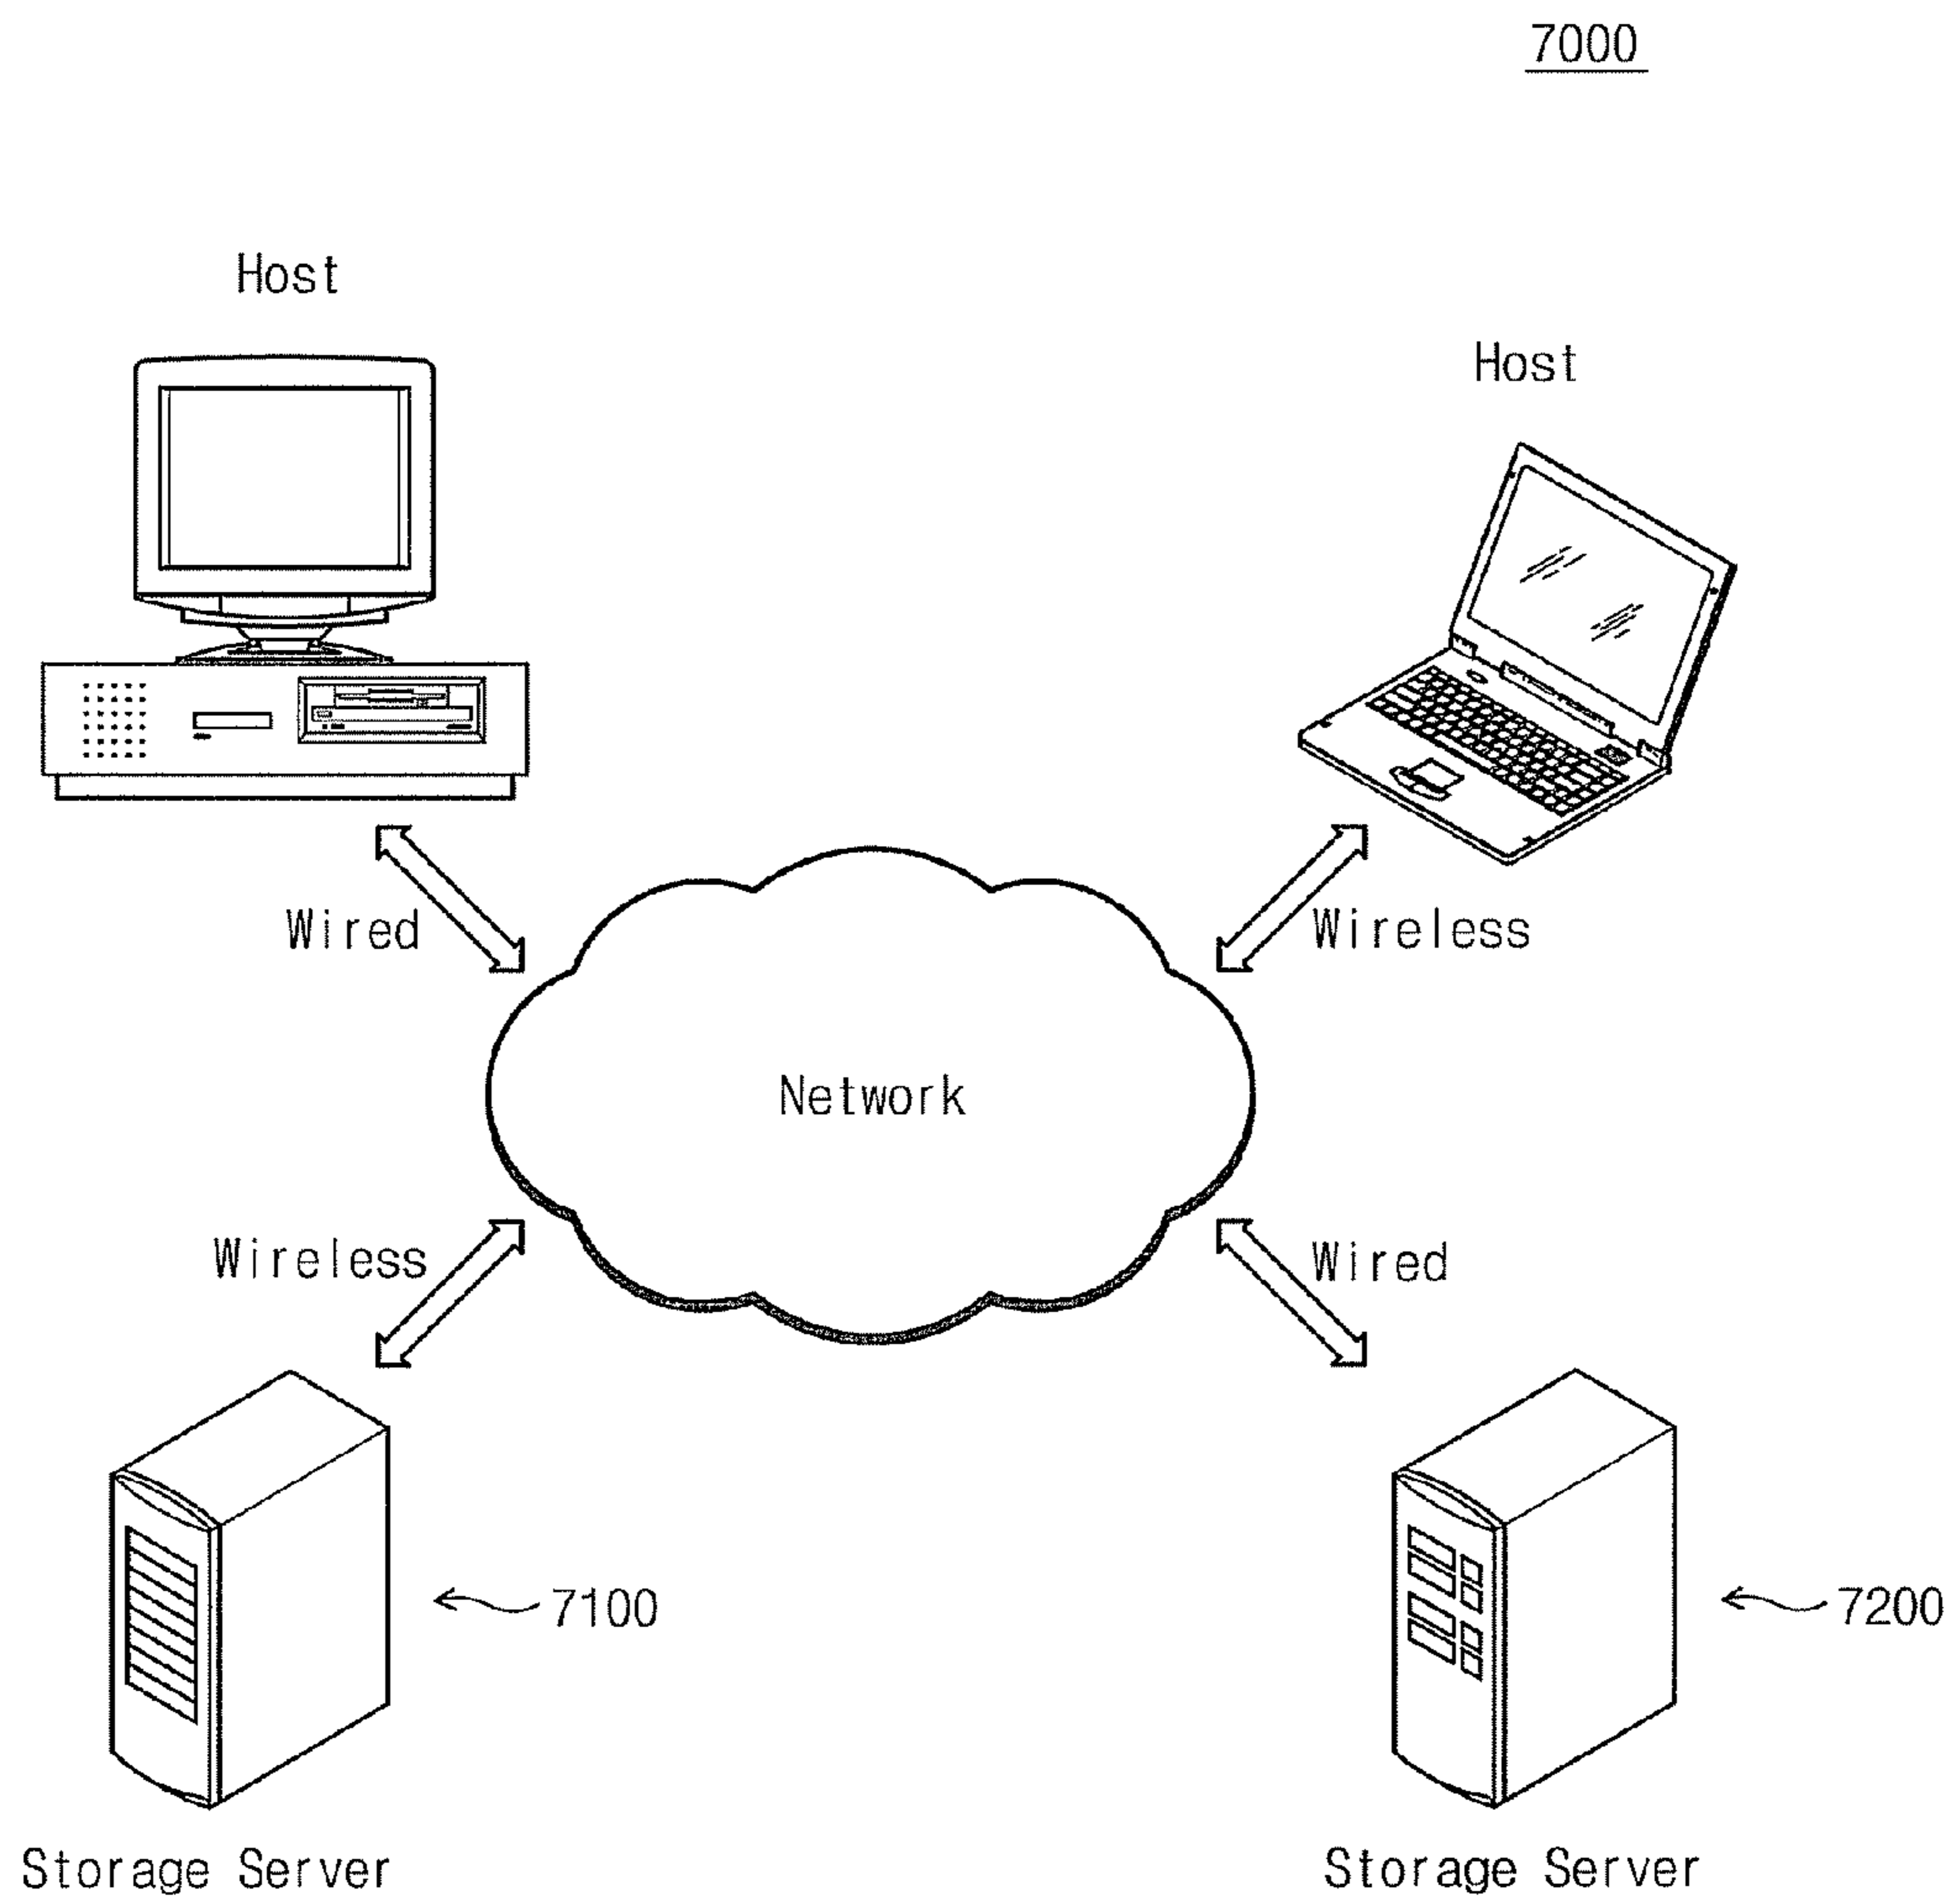 7000
Host
Host
Wired
Wireless
Network
Wireless
Wired
7100
7200
Storage Server
Storage Server